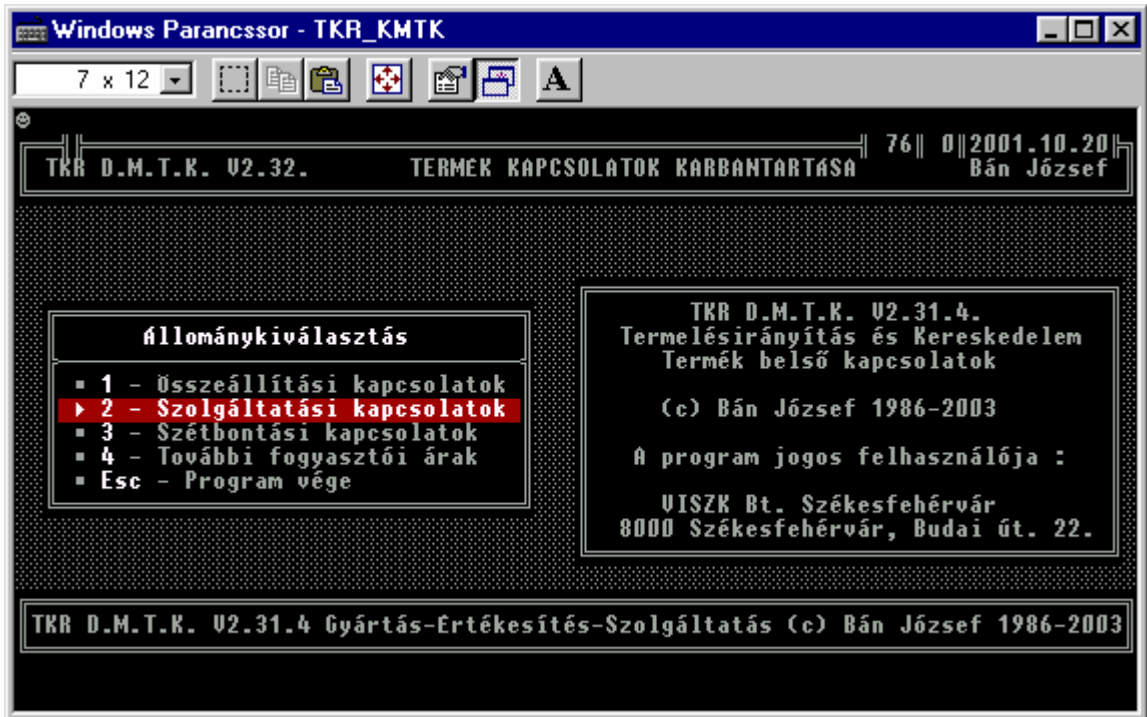 Windows Parancssor - TKR_KMTK
7 x 12
A
76 0 2001.10.20
TKR D.M.T.K. V2.32. TERMÉK KAPCSOLATOK KARBANTARTÁSA Bán József
Állománykiválasztás
1 - Összeállítási kapcsolatok
2 - Szolgáltatási kapcsolatok
3 - Szétbontási kapcsolatok
4 - További fogyasztói árak
Esc - Program vége
TKR D.M.T.K. V2.31.4.
Termelésirányítás és Kereskedelem
Termék belső kapcsolatok
(c) Bán József 1986-2003
A program jogos felhasználója :
VISZK Bt. Székesfehérvár
8000 Székesfehérvár, Budai út. 22.
TKR D.M.T.K. V2.31.4 Gyártás-Értékesítés-Szolgáltatás (c) Bán József 1986-2003